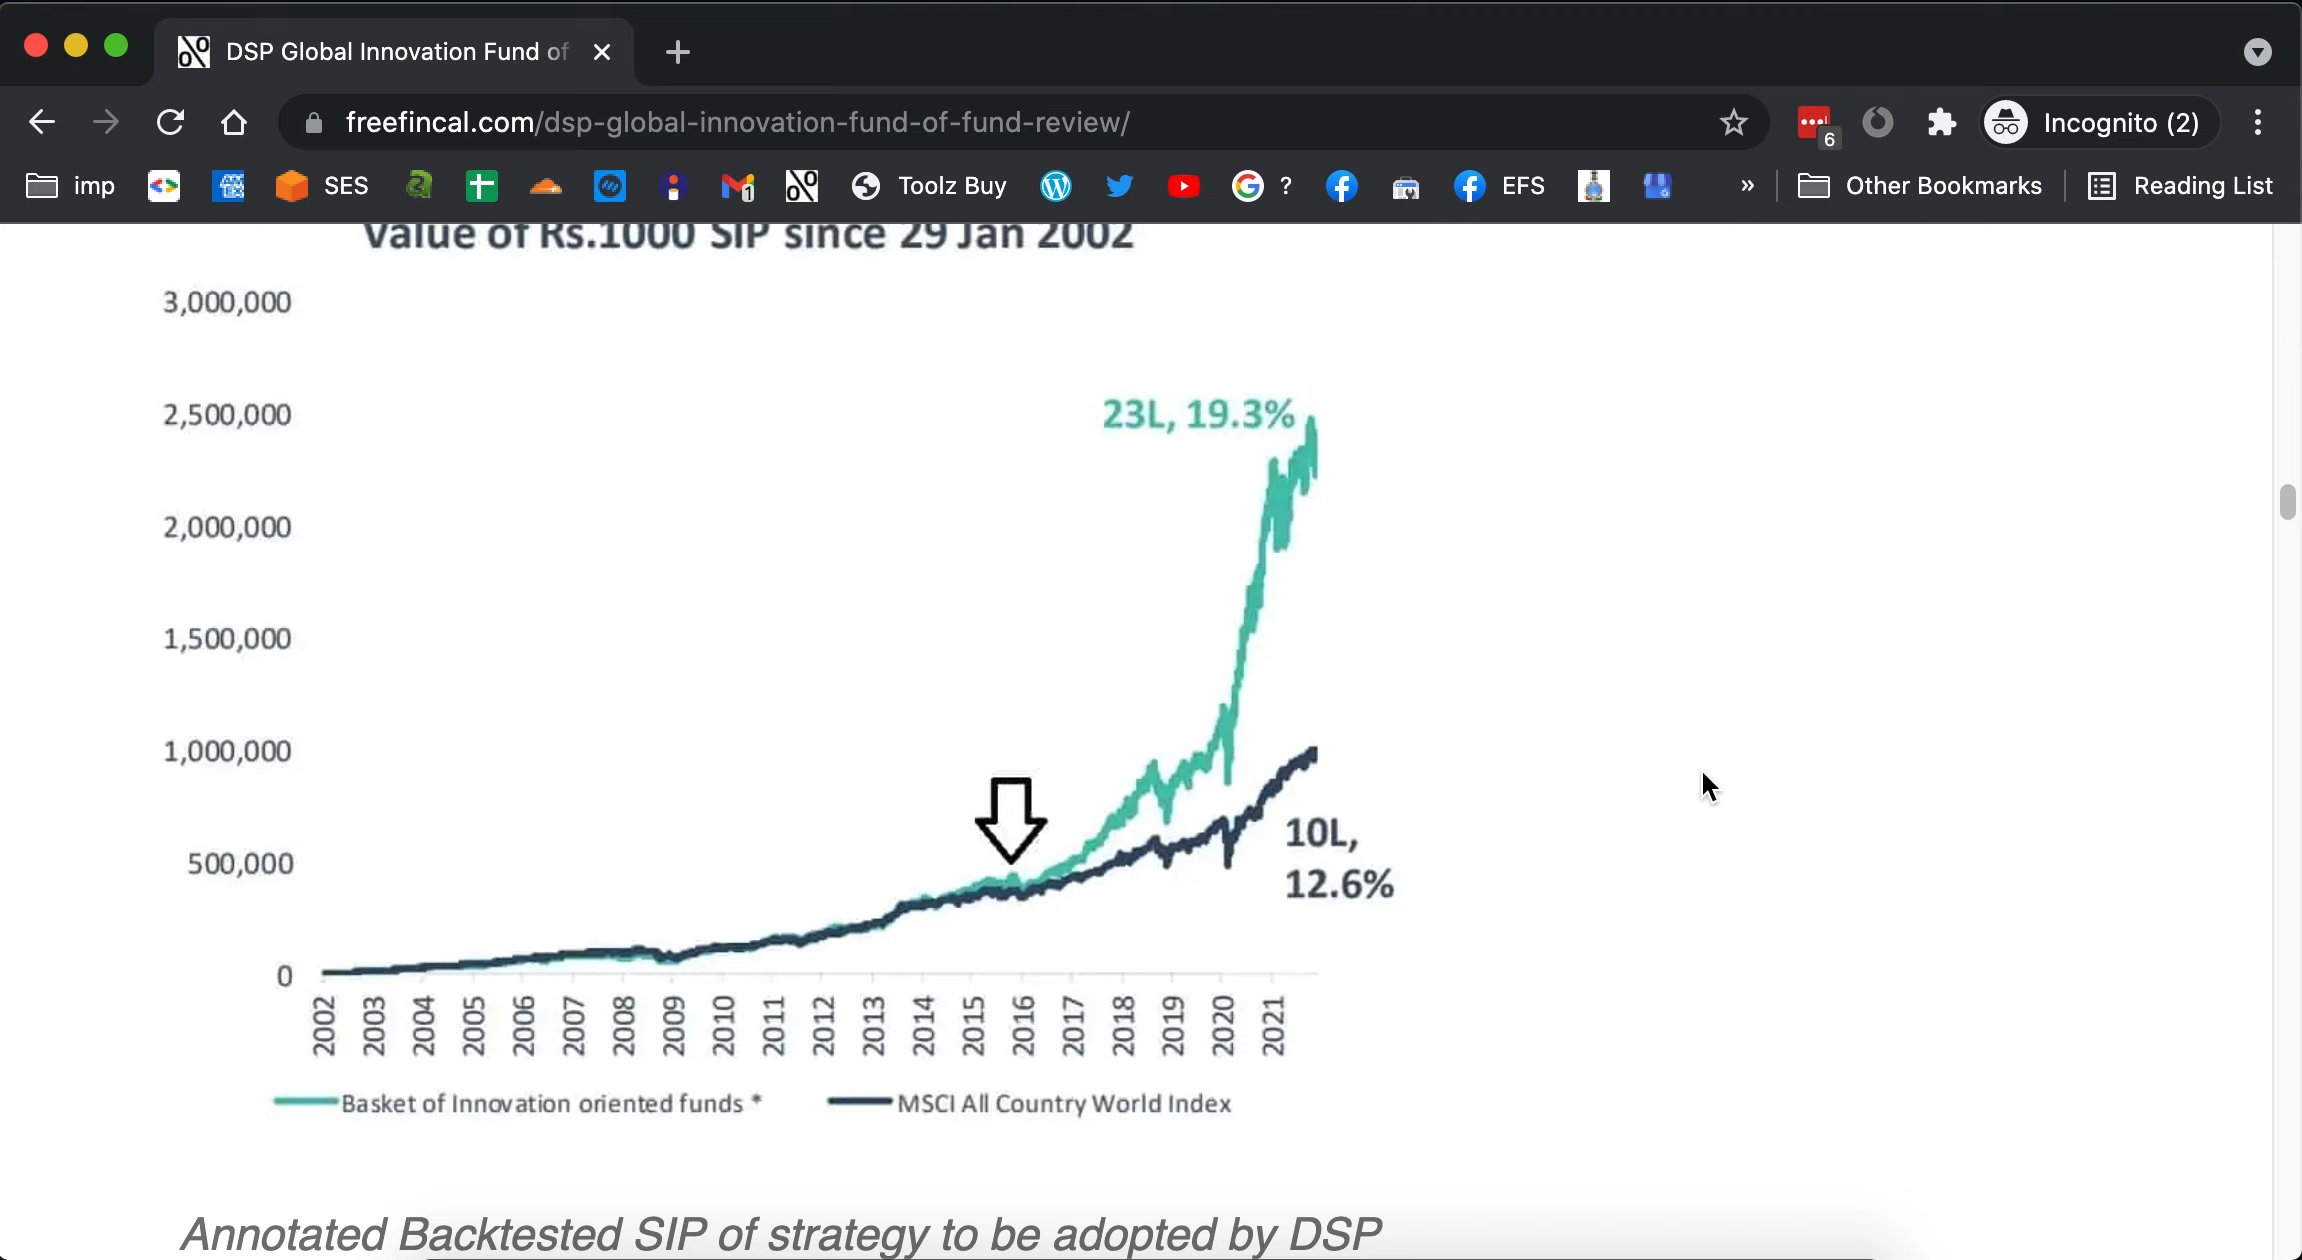 DSP Global Innovation Fund of
freefincal.com/dsp-global-innovation-fund-of-fund-review/
6
Incognito (2)
imp
SES
1
Toolz Buy
?
EFS
»
Other Bookmarks
Reading List
Value of Rs.1000 SIP since 29 Jan 2002
3,000,000
2,500,000
2,000,000
1,500,000
1,000,000
500,000
0
23L, 19.3%
10L,
12.6%
2002
2003
2004
2005
2006
2007
2008
2009
2010
2011
2012
2013
2014
2015
2016
2017
2018
2019
2020
2021
Basket of Innovation oriented funds *
MSCI All Country World Index
Annotated Backtested SIP of strategy to be adopted by DSP